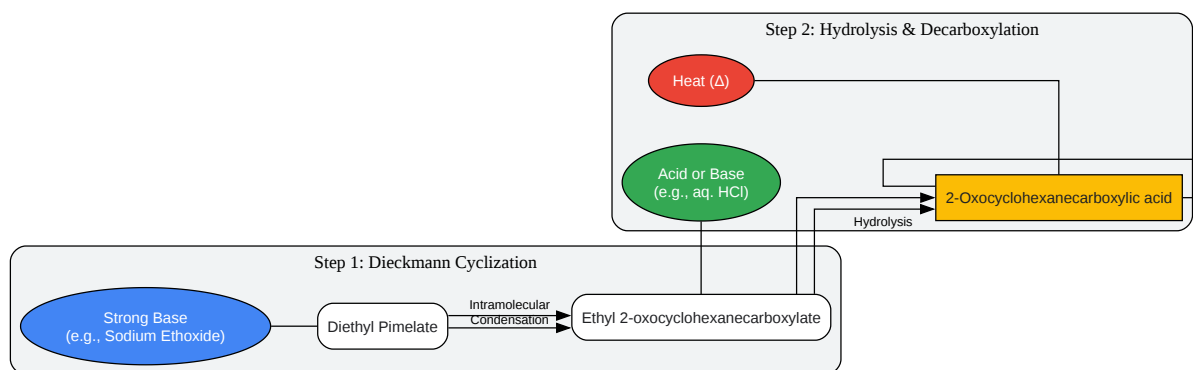 Step 2: Hydrolysis & Decarboxylation
Heat (Δ)
Acid or Base
(e.g., aq. HCl)
2-Oxocyclohexanecarboxylic acid
Hydrolysis
Step 1: Dieckmann Cyclization
Strong Base
(e.g., Sodium Ethoxide)
Diethyl Pimelate
Intramolecular
Condensation
Ethyl 2-oxocyclohexanecarboxylate